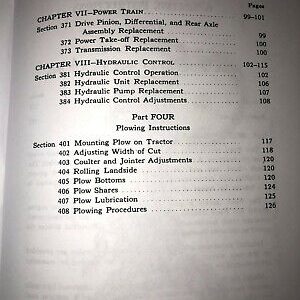 Pages
CHAPTER VII—POWER TRAIN 99-101
Section 371 Drive Pinion, Differential, and Rear Axle
Assembly Replacement 99
372 Power Take-off Replacement 100
373 Transmission Replacement 100
CHAPTER VIII—HYDRAULIC CONTROL 102-115
Section 381 Hydraulic Control Operation 102
382 Hydraulic Unit Replacement 106
383 Hydraulic Pump Replacement 107
384 Hydraulic Control Adjustments 108
Part FOUR
Plowing Instructions
Section 401 Mounting Plow on Tractor 117
402 Adjusting Width of Cut 118
403 Coulter and Jointer Adjustments 120
404 Rolling Landside 120
405 Plow Bottoms 120
406 Plow Shares 124
407 Plow Lubrication 125
408 Plowing Procedures 126